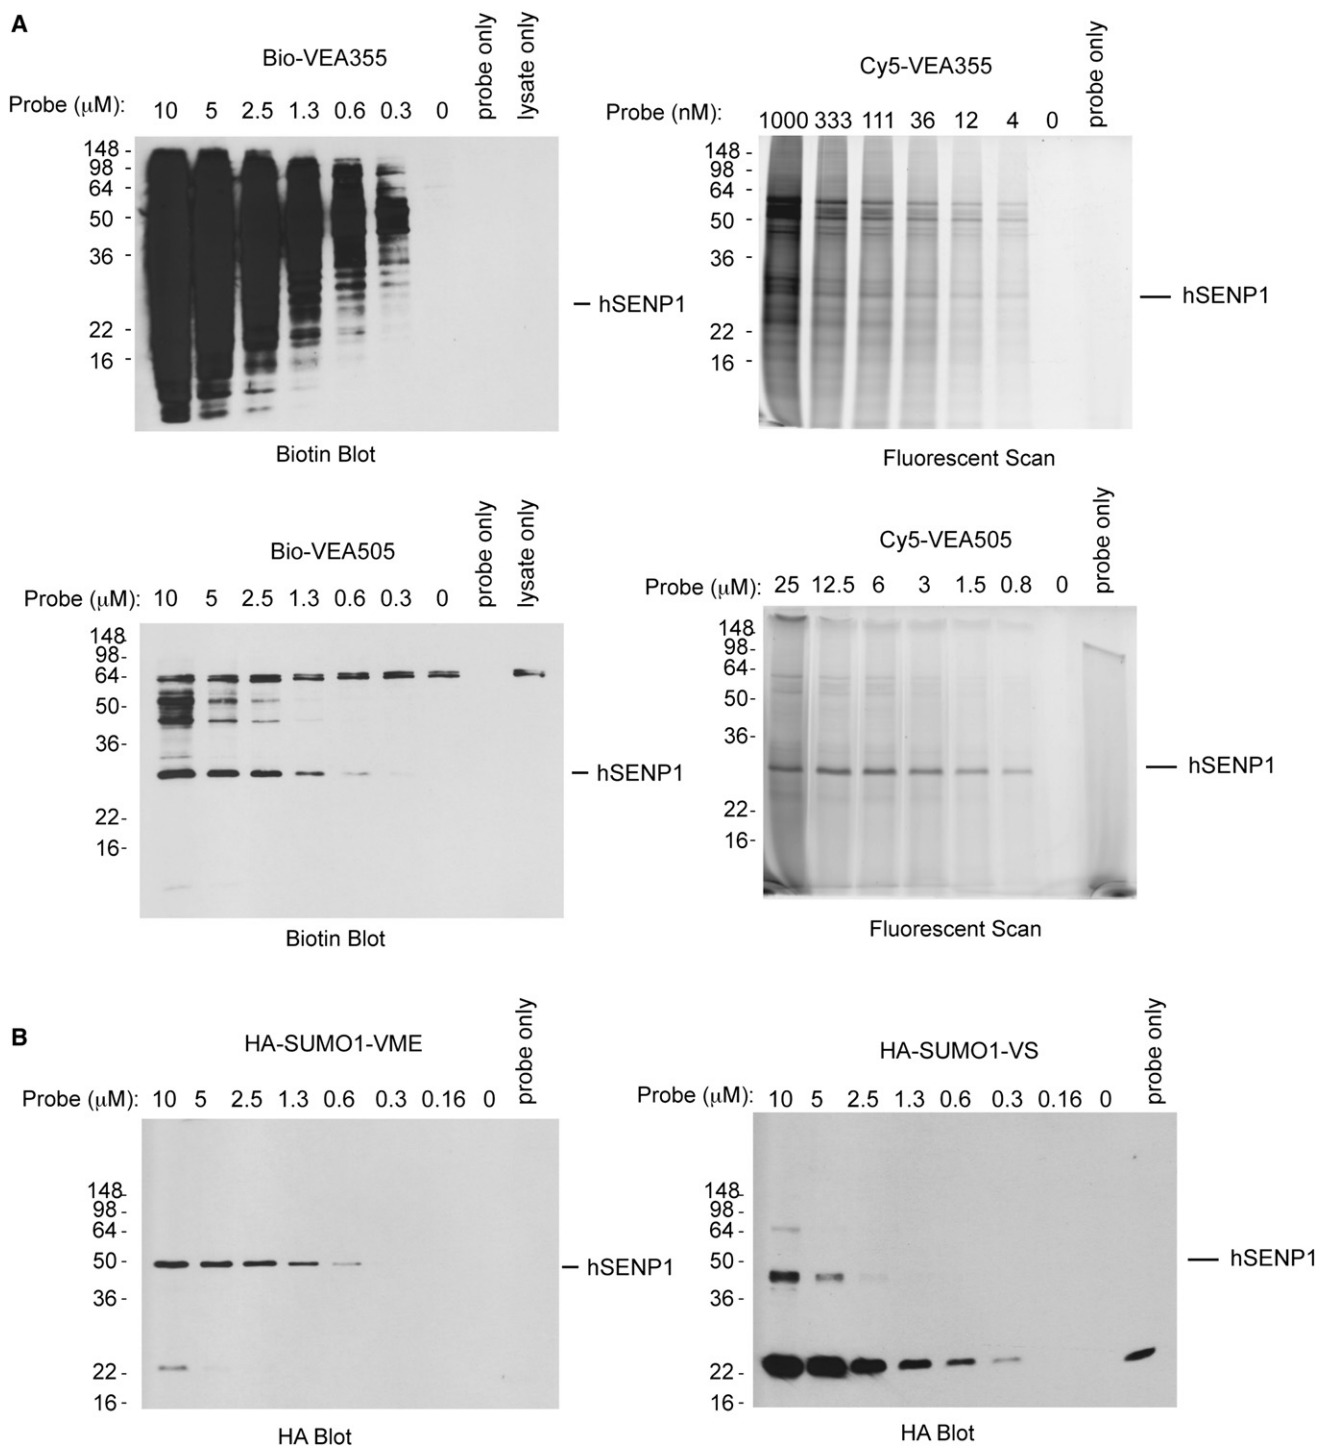 A
Bio-VEA355
probe only
lysate only
Probe (μM): 10 5 2.5 1.3 0.6 0.3 0
148 -
98 -
64 -
50 -
36 -
22 -
16 -
hSENP1
Biotin Blot
Cy5-VEA355
probe only
Probe (nM): 1000 333 111 36 12 4 0
148 -
98 -
64 -
50 -
36 -
22 -
16 -
hSENP1
Fluorescent Scan
Bio-VEA505
probe only
lysate only
Probe (μM): 10 5 2.5 1.3 0.6 0.3 0
148-
98-
64-
50-
36-
22-
16-
hSENP1
Biotin Blot
Cy5-VEA505
probe only
Probe (μM): 25 12.5 6 3 1.5 0.8 0
148-
98-
64-
50-
36-
22-
16-
hSENP1
Fluorescent Scan
B
HA-SUMO1-VME
probe only
Probe (μM): 10 5 2.5 1.3 0.6 0.3 0.16 0
148-
98-
64-
50-
36-
22-
16-
hSENP1
HA Blot
HA-SUMO1-VS
probe only
Probe (μM): 10 5 2.5 1.3 0.6 0.3 0.16 0
148-
98-
64-
50-
36-
22-
16-
hSENP1
HA Blot